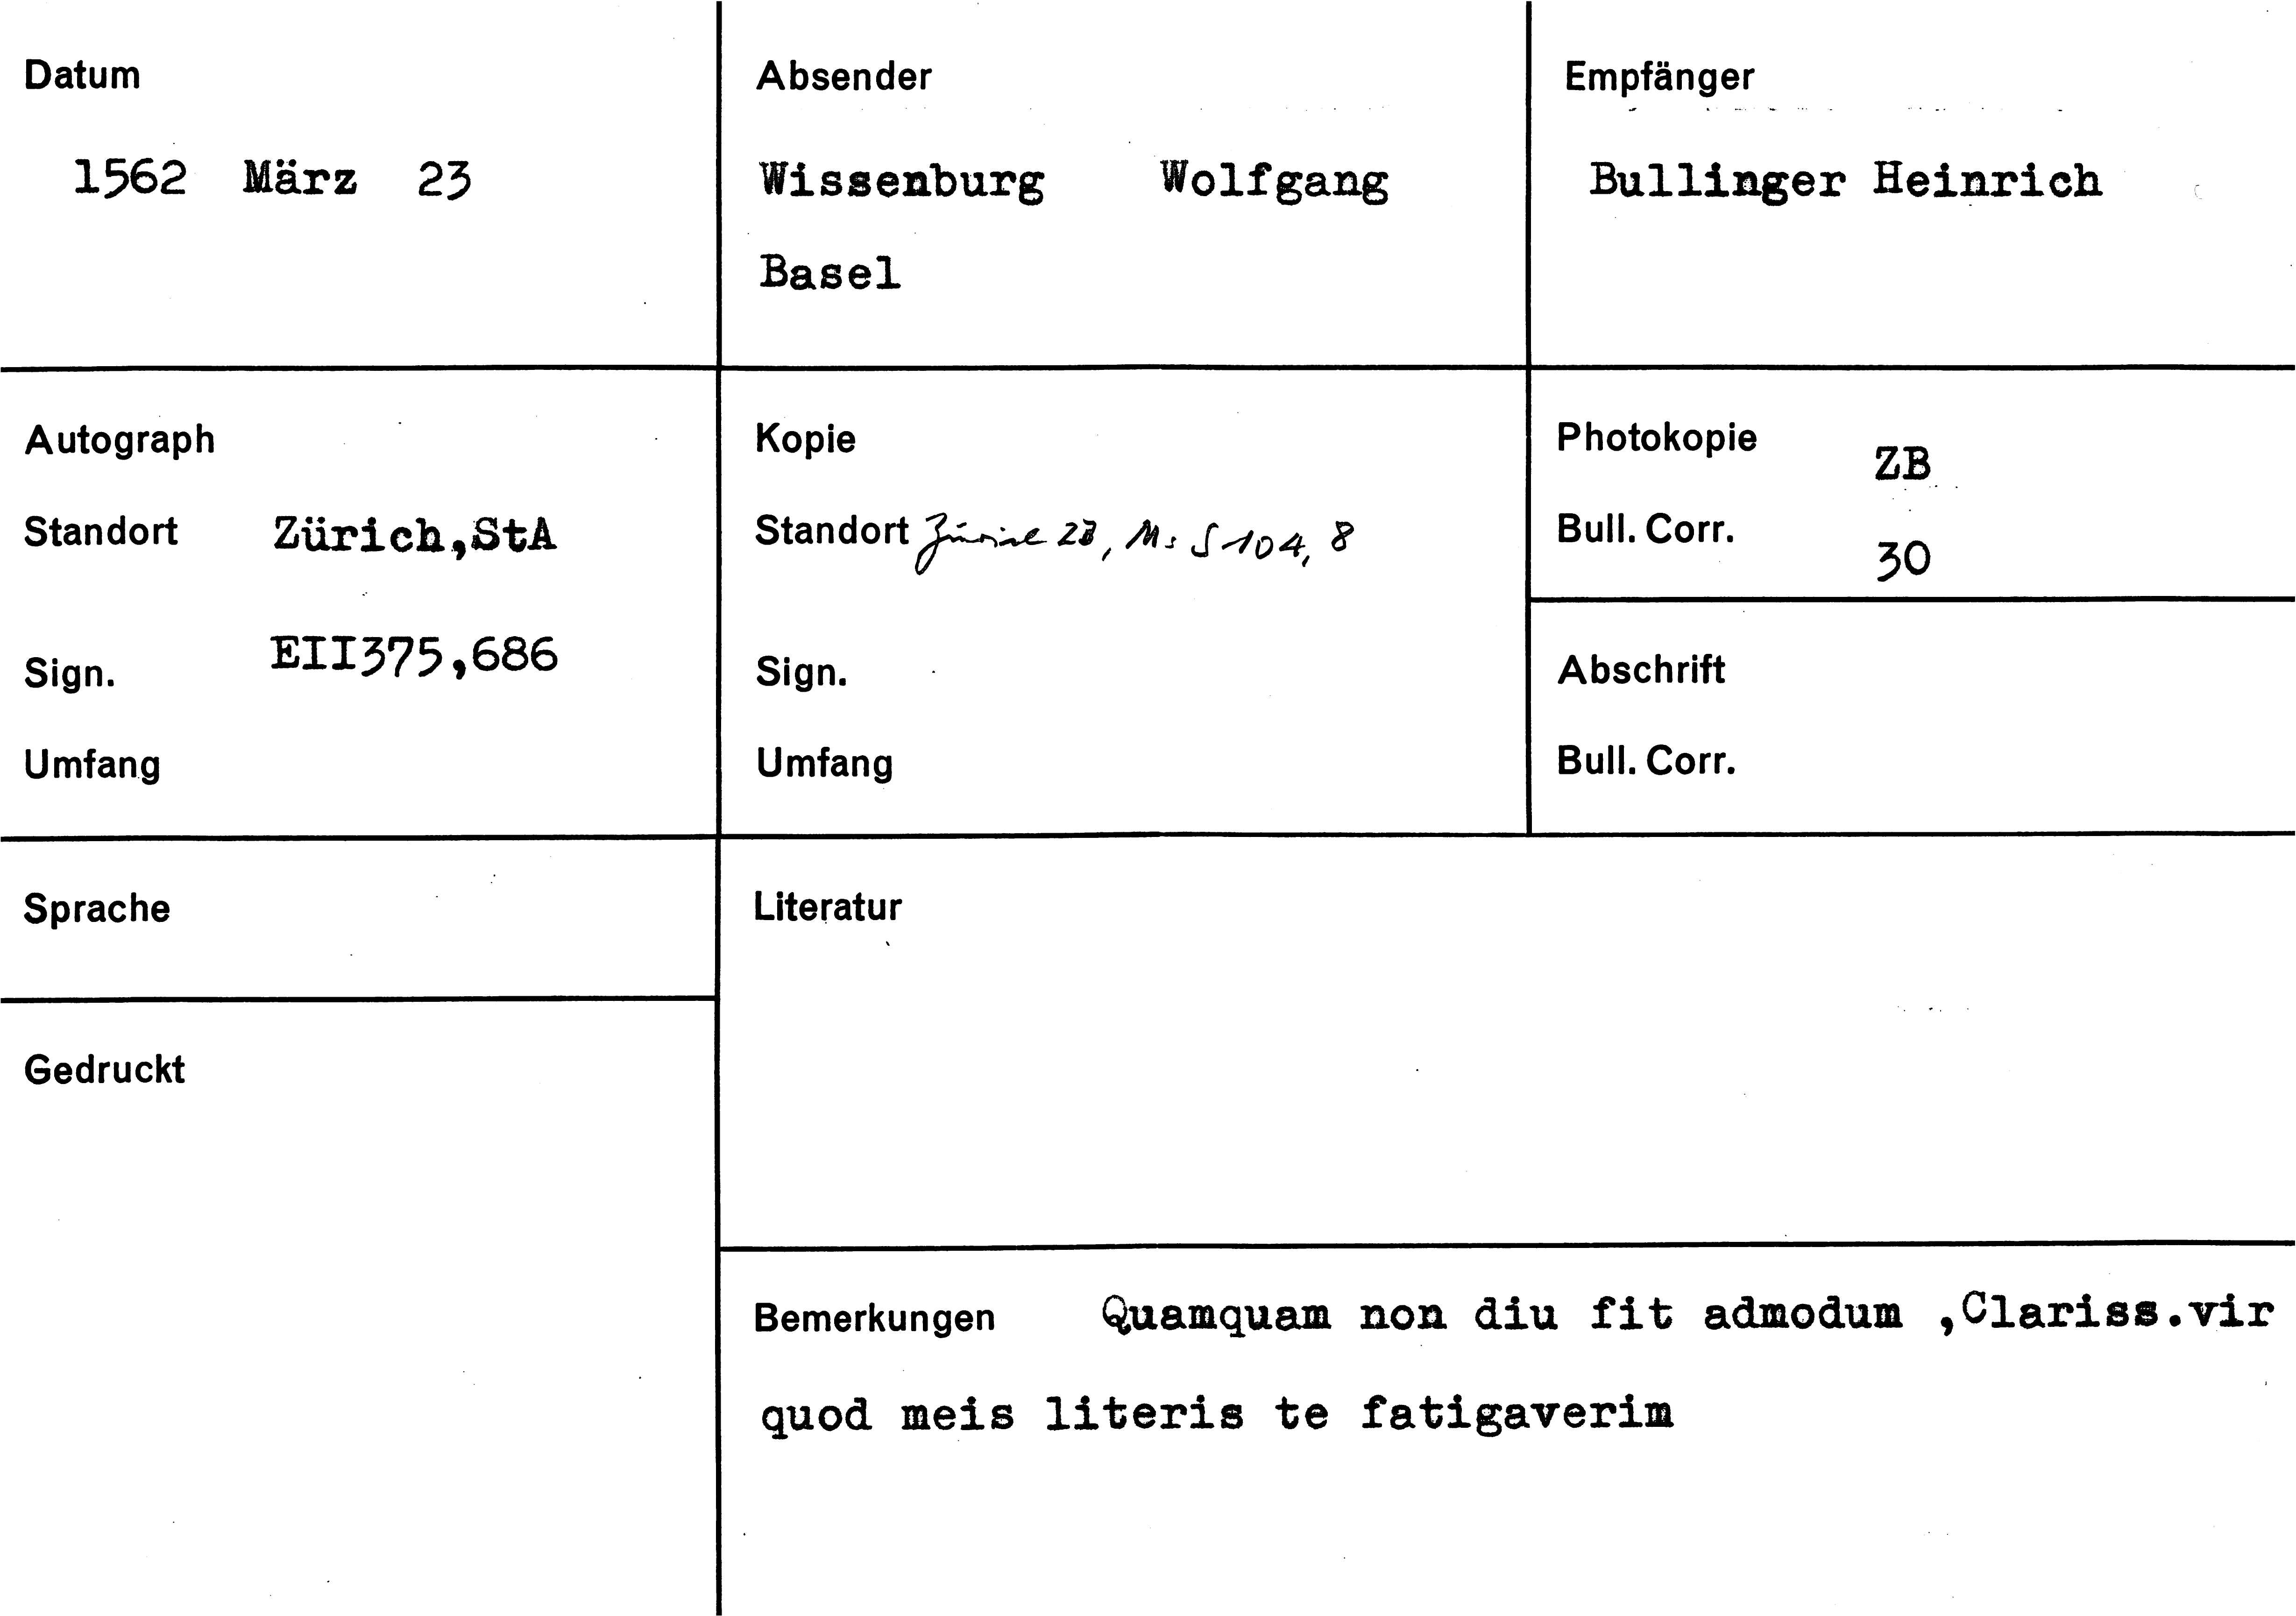 Datum
1562 März 23
Absender
Wissenburg Wolfgang
Basel
Empfänger
Bullinger Heinrich
Autograph
Standort Zürich,StA
Sign. EII375,686
Umfang
Kopie
Standort Zürich ZB, Ms S 104, 8
Sign.
Umfang
Photokopie ZB
Bull. Corr. 30
Abschrift
Bull. Corr.
Sprache
Literatur
Gedruckt
Bemerkungen Quamquam non diu fit admodum ,Clariss.vir
quod meis literis te fatigaverim